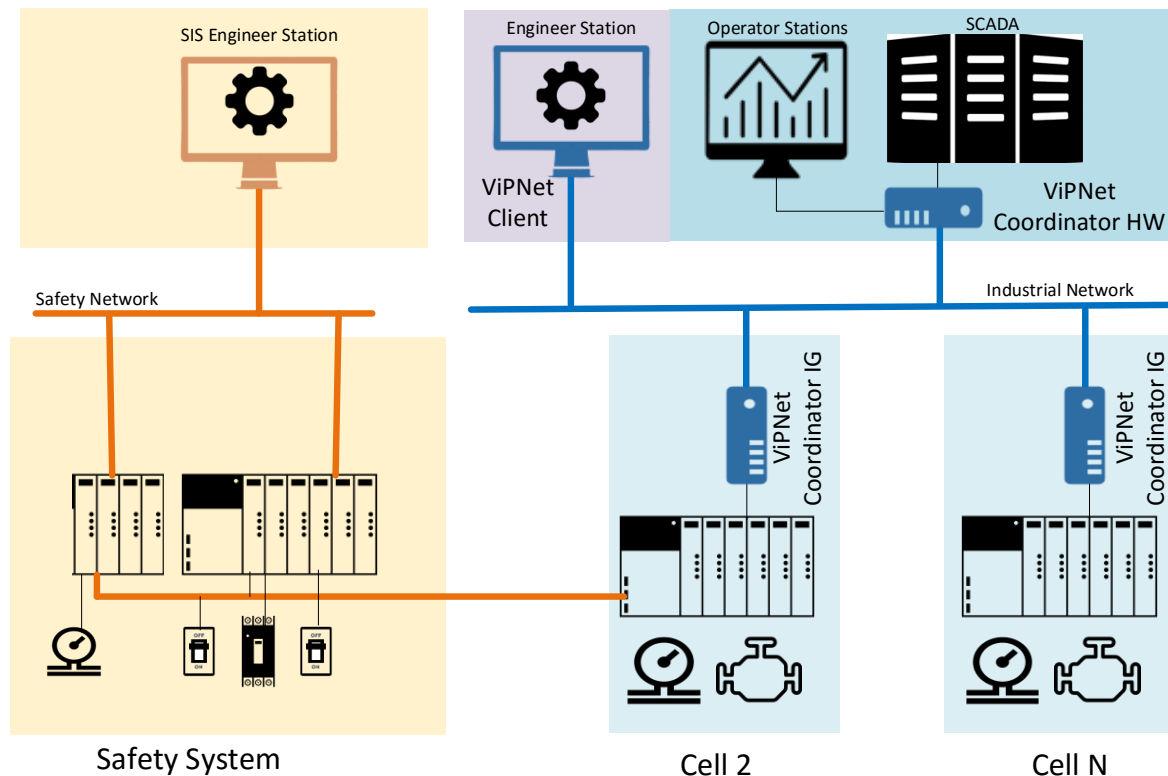 SIS Engineer Station
Engineer Station
Operator Stations
SCADA
ViPNet
Client
ViPNet
Coordinator HW
Safety Network
Industrial Network
ViPNet
Coordinator IG
ViPNet
Coordinator IG
OFF
ON
OFF
ON
Safety System
Cell 2
Cell N